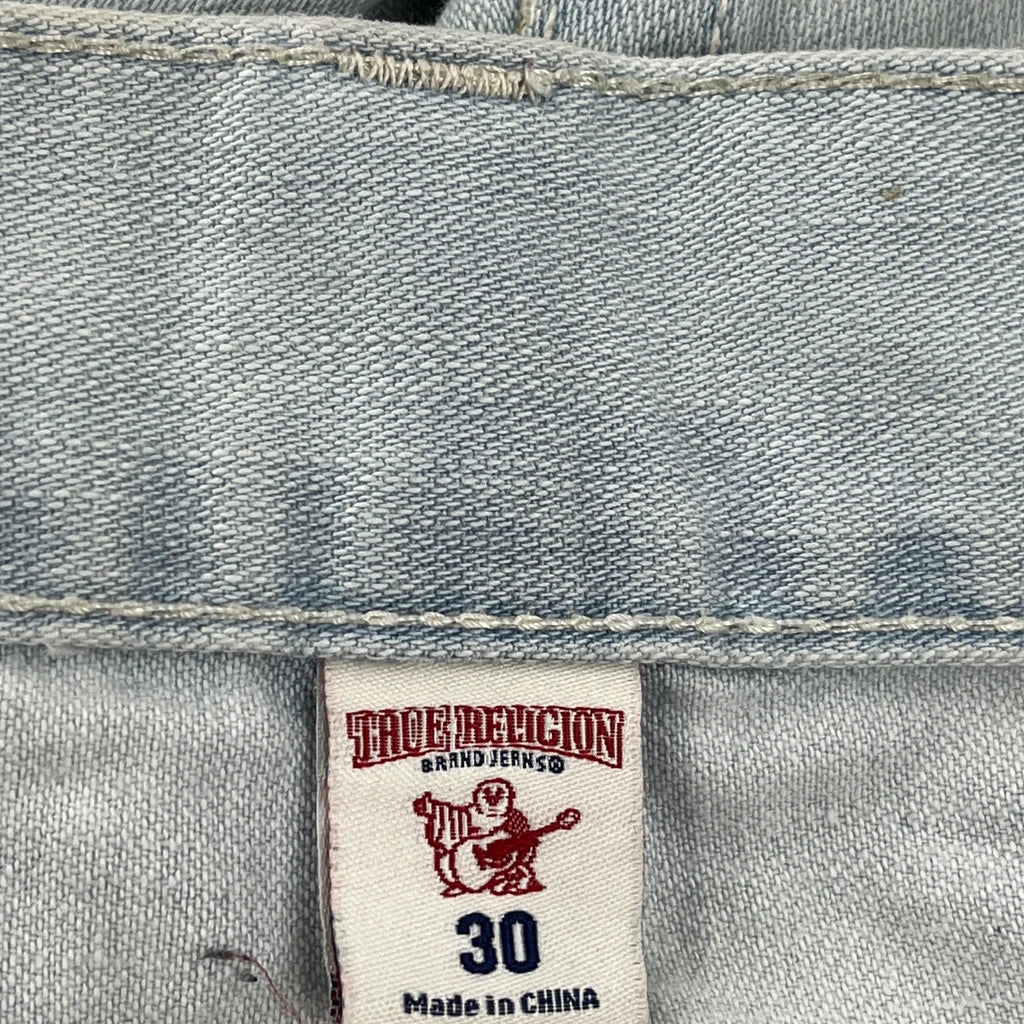 TRUE RELIGION
BRAND JEANS®
30
Made in CHINA